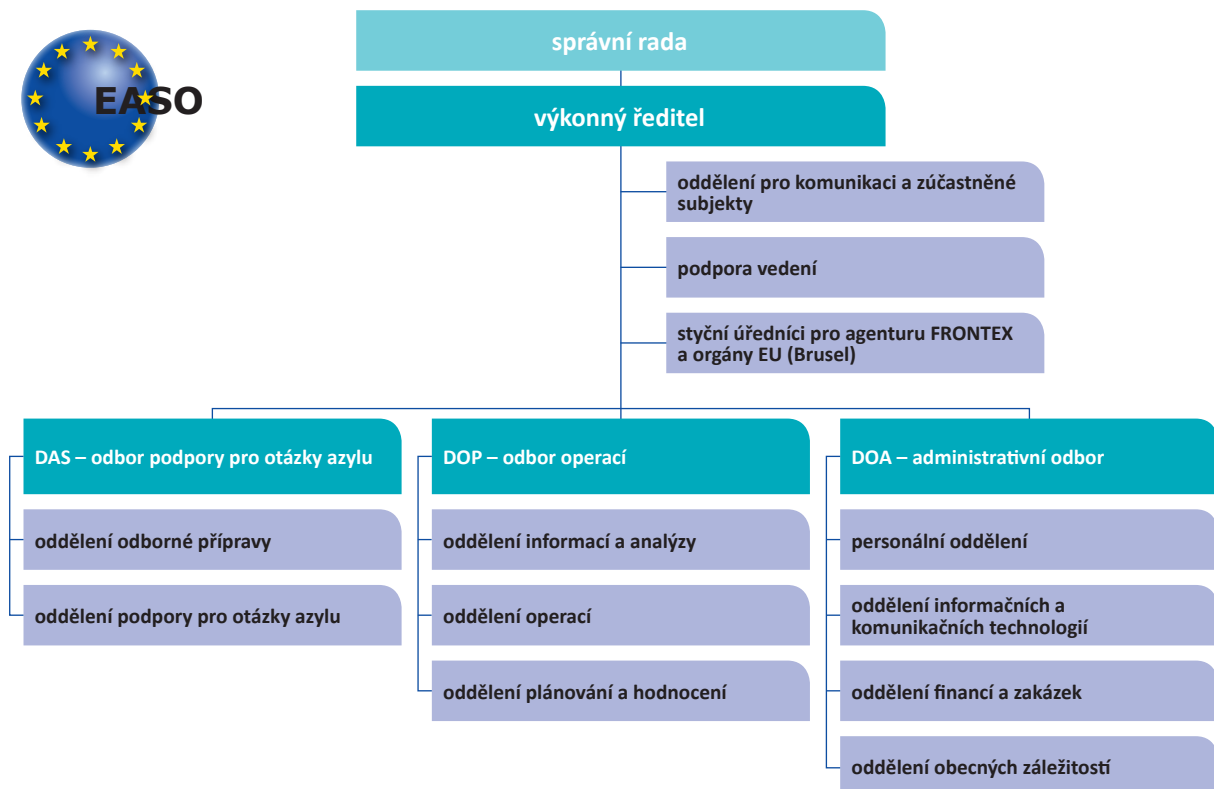 EASO
správní rada
výkonný ředitel
oddělení pro komunikaci a zúčastněné
subjekty
podpora vedení
styční úředníci pro agenturu FRONTEX
a orgány EU (Brusel)
DAS – odbor podpory pro otázky azylu
oddělení odborné přípravy
oddělení podpory pro otázky azylu
DOP – odbor operací
oddělení informací a analýzy
oddělení operací
oddělení plánování a hodnocení
DOA – administrativní odbor
personální oddělení
oddělení informačních a
komunikačních technologií
oddělení financí a zakázek
oddělení obecných záležitostí